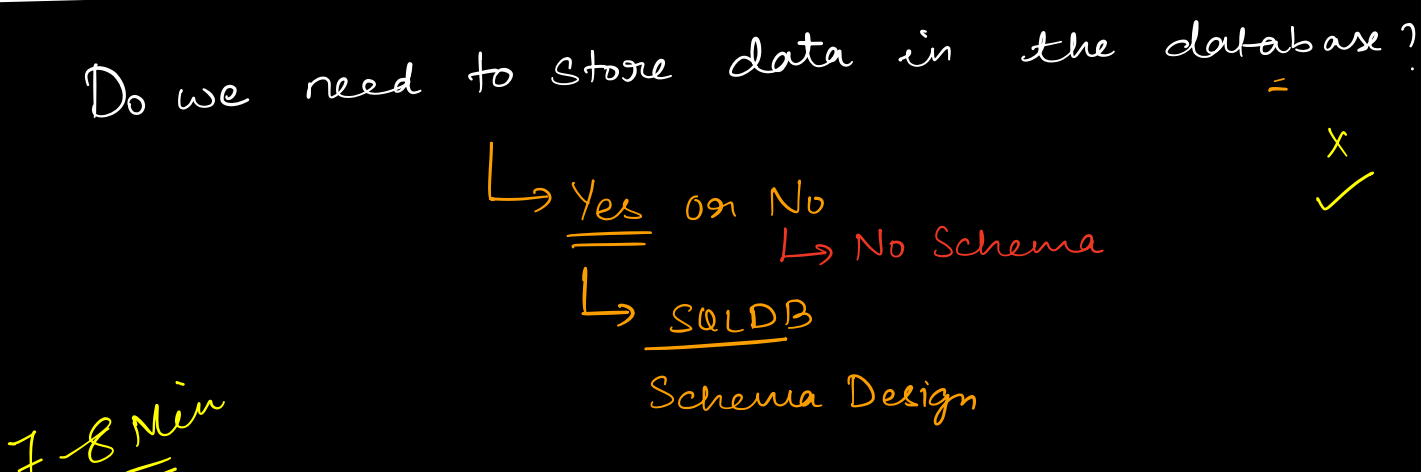 Do we need to store data in the database?
X
Yes or No
No Schema
SQLDB
Schema Design
7-8 Min